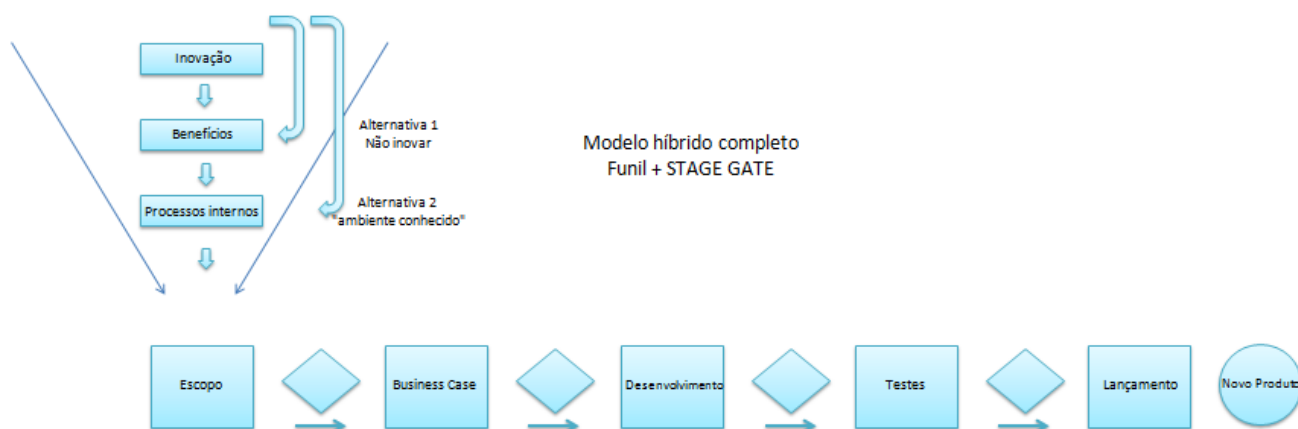 Inovação
Benefícios
Processos internos
Alternativa 1
Não inovar
Alternativa 2
"ambiente conhecido"
Modelo híbrido completo
Funil + STAGE GATE
Escopo
Business Case
Desenvolvimento
Testes
Lançamento
Novo Produto